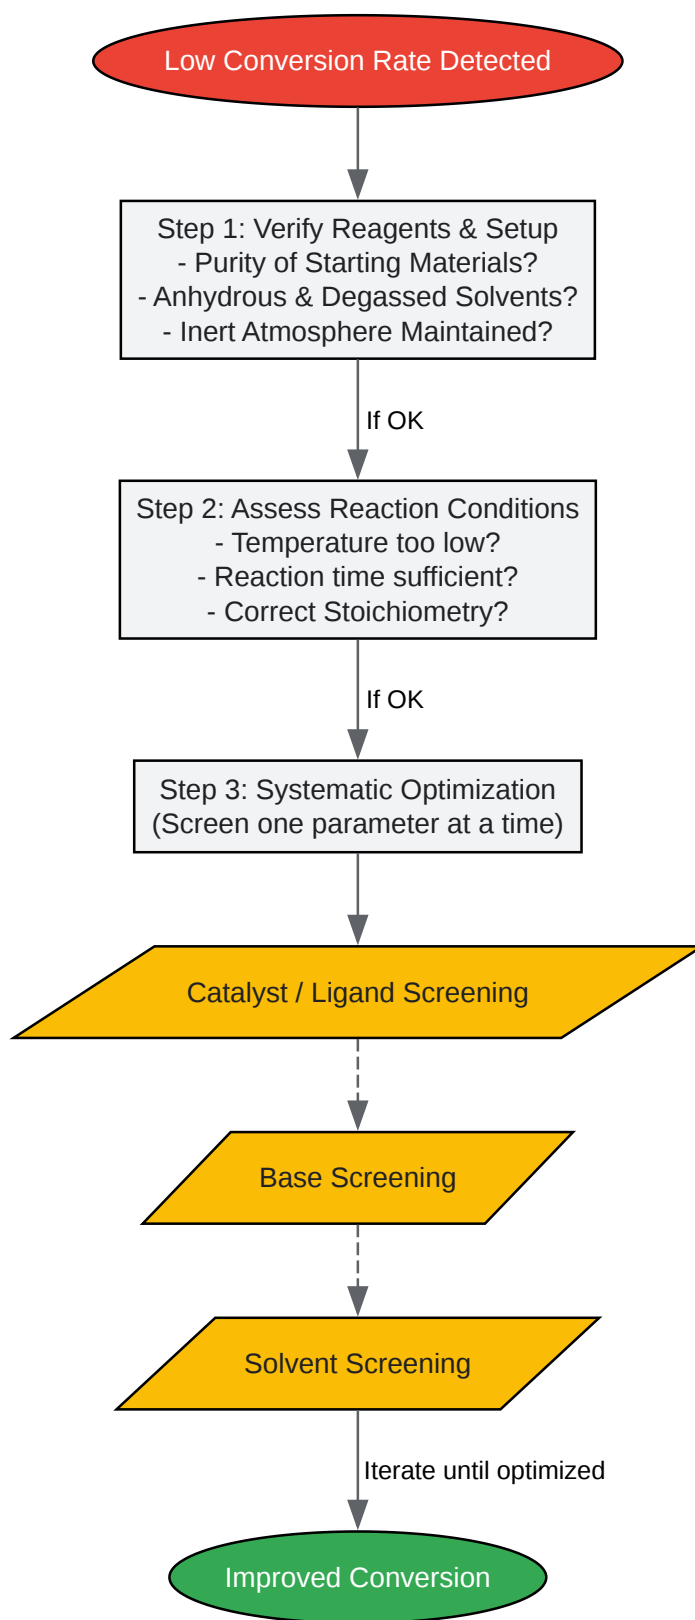 Low Conversion Rate Detected
Step 1: Verify Reagents & Setup
- Purity of Starting Materials?
- Anhydrous & Degassed Solvents?
- Inert Atmosphere Maintained?
If OK
Step 2: Assess Reaction Conditions
- Temperature too low?
- Reaction time sufficient?
- Correct Stoichiometry?
If OK
Step 3: Systematic Optimization
(Screen one parameter at a time)
Catalyst / Ligand Screening
Base Screening
Solvent Screening
Iterate until optimized
Improved Conversion